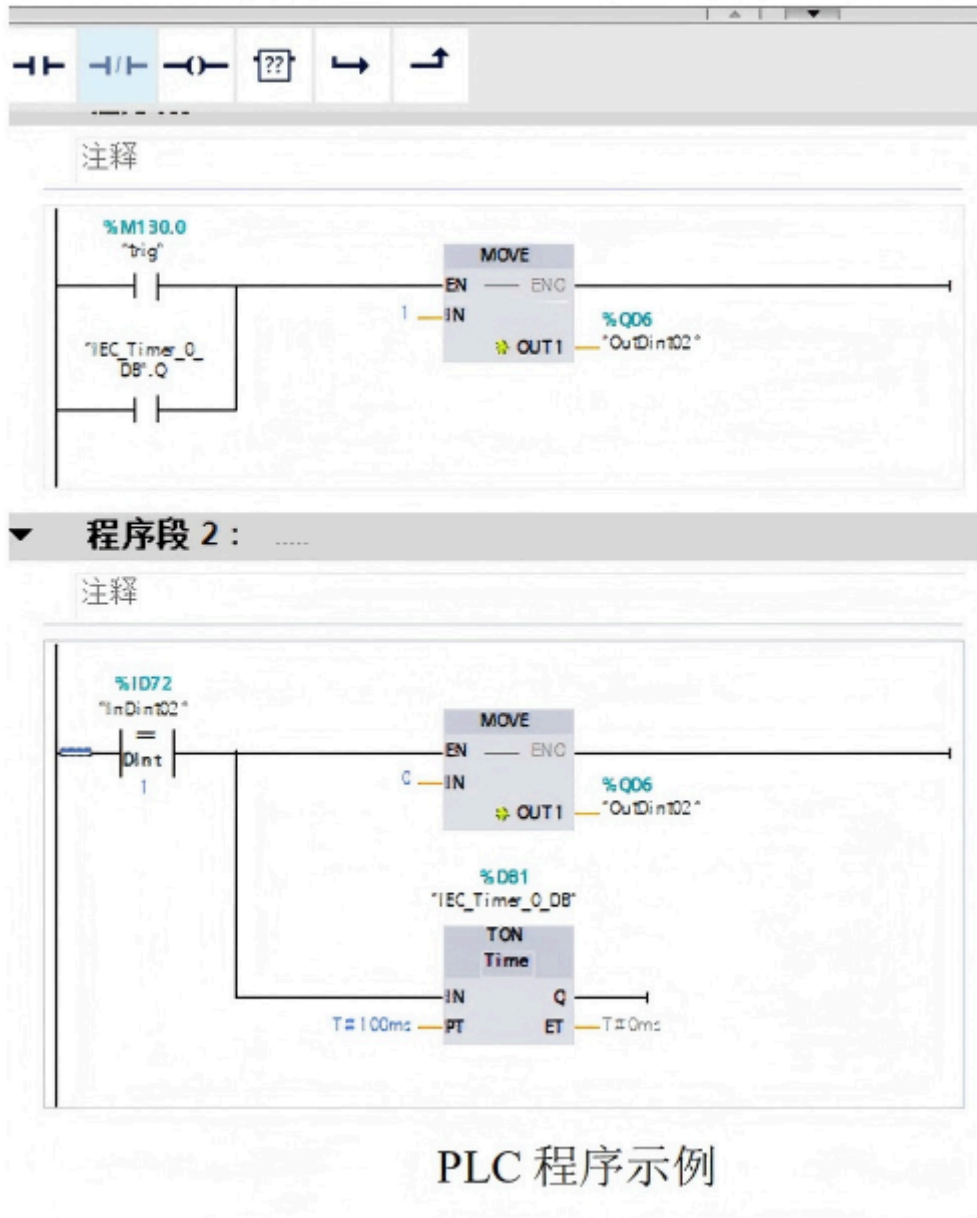 ??
注释
%M130.0
"trig"
MOVE
EN ENO
1 IN
%QD6
OUT1 "OutDint02"
"IEC_Timer_0_
DB".Q
程序段 2： .....
注释
%ID72
"InDint02"
MOVE
==
DInt
EN ENO
1
0 IN
%QD6
OUT1 "OutDint02"
%DB1
"IEC_Timer_0_DB"
TON
Time
IN Q
T#100ms PT ET T#0ms
PLC 程序示例